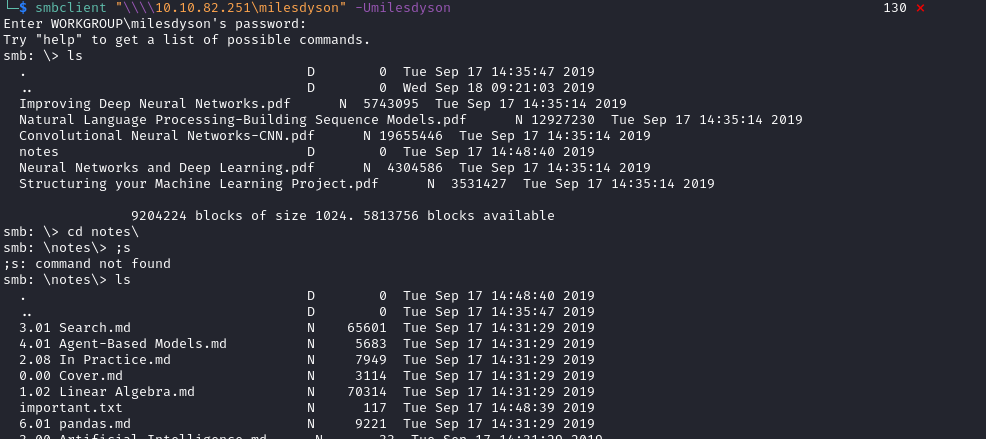 └─$ smbclient "\\\\10.10.82.251\milesdyson" -Umilesdyson 130 ⨯
Enter WORKGROUP\milesdyson's password:
Try "help" to get a list of possible commands.
smb: \> ls
. D 0 Tue Sep 17 14:35:47 2019
.. D 0 Wed Sep 18 09:21:03 2019
Improving Deep Neural Networks.pdf N 5743095 Tue Sep 17 14:35:14 2019
Natural Language Processing-Building Sequence Models.pdf N 12927230 Tue Sep 17 14:35:14 2019
Convolutional Neural Networks-CNN.pdf N 19655446 Tue Sep 17 14:35:14 2019
notes D 0 Tue Sep 17 14:48:40 2019
Neural Networks and Deep Learning.pdf N 4304586 Tue Sep 17 14:35:14 2019
Structuring your Machine Learning Project.pdf N 3531427 Tue Sep 17 14:35:14 2019
9204224 blocks of size 1024. 5813756 blocks available
smb: \> cd notes\
smb: \notes\> ;s
;s: command not found
smb: \notes\> ls
. D 0 Tue Sep 17 14:48:40 2019
.. D 0 Tue Sep 17 14:35:47 2019
3.01 Search.md N 65601 Tue Sep 17 14:31:29 2019
4.01 Agent-Based Models.md N 5683 Tue Sep 17 14:31:29 2019
2.08 In Practice.md N 7949 Tue Sep 17 14:31:29 2019
0.00 Cover.md N 3114 Tue Sep 17 14:31:29 2019
1.02 Linear Algebra.md N 70314 Tue Sep 17 14:31:29 2019
important.txt N 117 Tue Sep 17 14:48:39 2019
6.01 pandas.md N 9221 Tue Sep 17 14:31:29 2019
Artificial Intelligence.md N 33 Tue Sep 17 14:31:29 2019